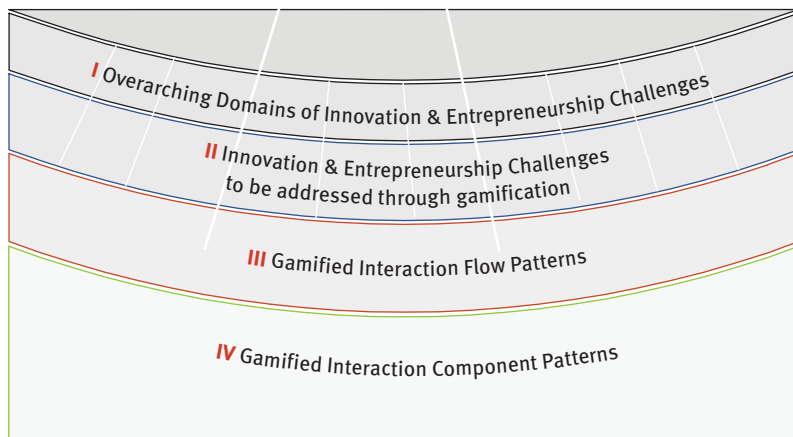 I Overarching Domains of Innovation & Entrepreneurship Challenges
II Innovation & Entrepreneurship Challenges
to be addressed through gamification
III Gamified Interaction Flow Patterns
IV Gamified Interaction Component Patterns